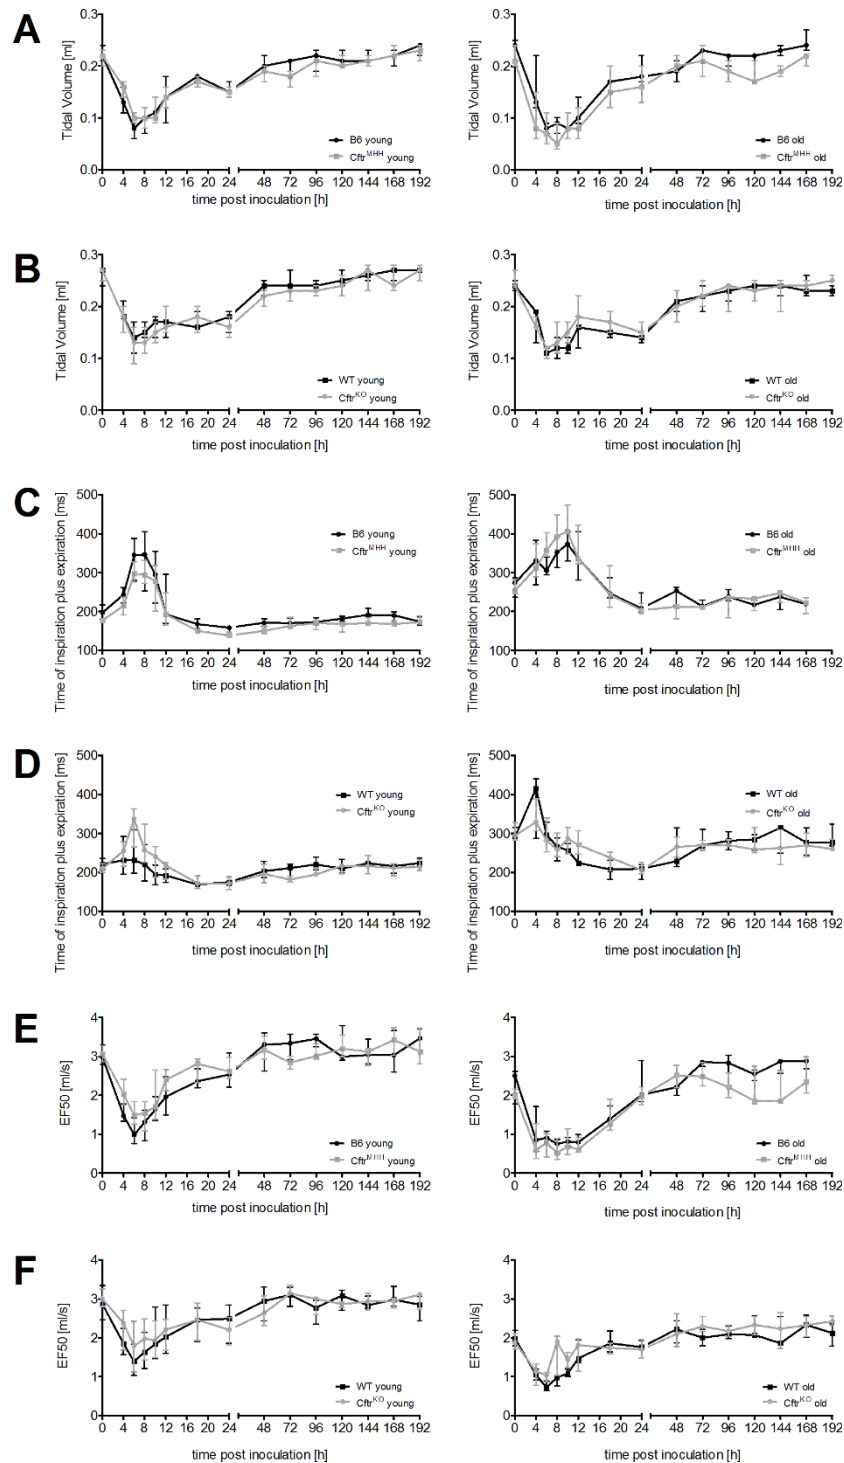 A
Tidal Volume [ml]
0.3
0.2
0.1
0.0
B6 young
Cftr^MHH young
0 4 8 12 16 20 24 48 72 96 120 144 168 192
time post inoculation [h]
Tidal Volume [ml]
0.3
0.2
0.1
0.0
B6 old
Cftr^MHH old
0 4 8 12 16 20 24 48 72 96 120 144 168 192
time post inoculation [h]
B
Tidal Volume [ml]
0.3
0.2
0.1
0.0
WT young
Cftr^KO young
0 4 8 12 16 20 24 48 72 96 120 144 168 192
time post inoculation [h]
Tidal Volume [ml]
0.3
0.2
0.1
0.0
WT old
Cftr^KO old
0 4 8 12 16 20 24 48 72 96 120 144 168 192
time post inoculation [h]
C
Time of inspiration plus expiration [ms]
500
400
300
200
100
B6 young
Cftr^MHH young
0 4 8 12 16 20 24 48 72 96 120 144 168 192
time post inoculation [h]
Time of inspiration plus expiration [ms]
500
400
300
200
100
B6 old
Cftr^MHH old
0 4 8 12 16 20 24 48 72 96 120 144 168 192
time post inoculation [h]
D
Time of inspiration plus expiration [ms]
500
400
300
200
100
WT young
Cftr^KO young
0 4 8 12 16 20 24 48 72 96 120 144 168 192
time post inoculation [h]
Time of inspiration plus expiration [ms]
500
400
300
200
100
WT old
Cftr^KO old
0 4 8 12 16 20 24 48 72 96 120 144 168 192
time post inoculation [h]
E
EF50 [ml/s]
4
3
2
1
0
B6 young
Cftr^MHH young
0 4 8 12 16 20 24 48 72 96 120 144 168 192
time post inoculation [h]
EF50 [ml/s]
4
3
2
1
0
B6 old
Cftr^MHH old
0 4 8 12 16 20 24 48 72 96 120 144 168 192
time post inoculation [h]
F
EF50 [ml/s]
4
3
2
1
0
WT young
Cftr^KO young
0 4 8 12 16 20 24 48 72 96 120 144 168 192
time post inoculation [h]
EF50 [ml/s]
4
3
2
1
0
WT old
Cftr^KO old
0 4 8 12 16 20 24 48 72 96 120 144 168 192
time post inoculation [h]